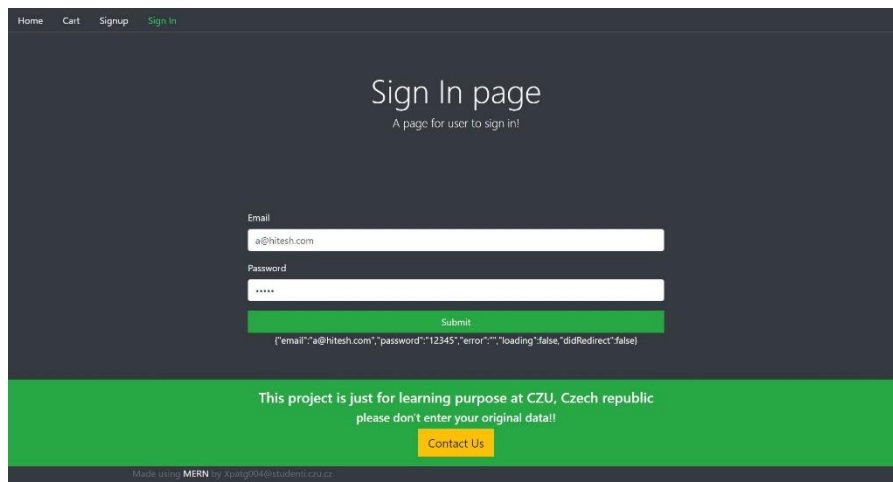 Home Cart Signup Sign In
Sign In page
A page for user to sign in!
Email
a@hitesh.com
Password
•••••
Submit
{"email":"a@hitesh.com","password":"12345","error":"","loading":false,"didRedirect":false}
This project is just for learning purpose at CZU, Czech republic
please don't enter your original data!!
Contact Us
Made using MERN by Xpatg004@studenti.czu.cz